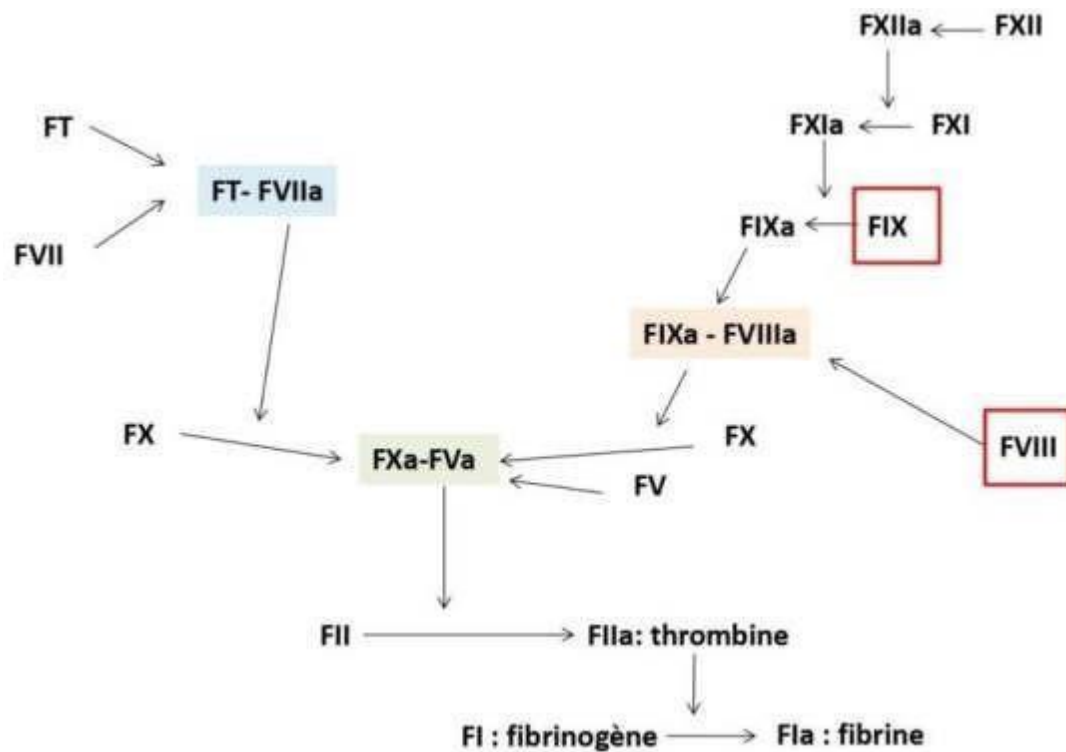 FXIIa
FXII
FT
FXIa
FXI
FT- FVIIa
FVII
FIXa
FIX
FIXa - FVIIIa
FX
FXa-FVa
FX
FVIII
FV
FII
FIIa: thrombine
FI : fibrinogène
FIa : fibrine